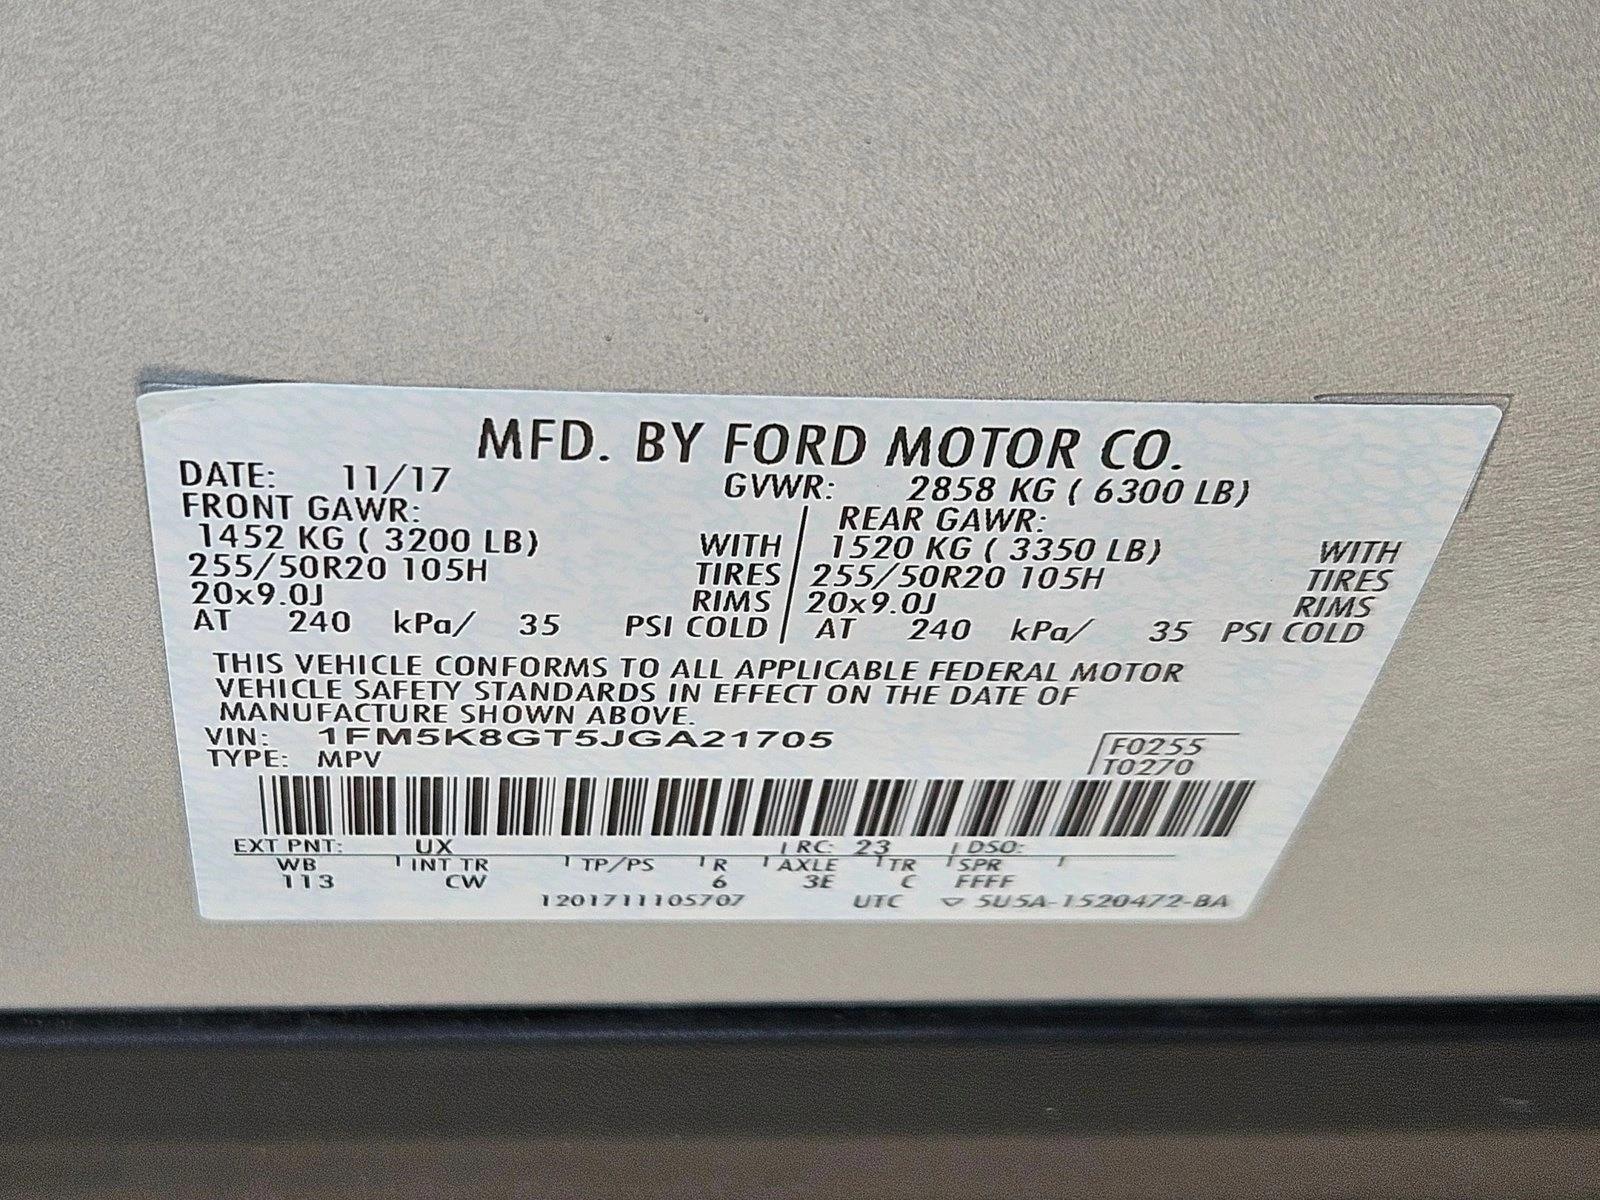 MFD. BY FORD MOTOR CO.
DATE: 11/17 GVWR: 2858 KG ( 6300 LB)
FRONT GAWR: REAR GAWR:
1452 KG ( 3200 LB) WITH 1520 KG ( 3350 LB) WITH
255/50R20 105H TIRES 255/50R20 105H TIRES
20x9.0J RIMS 20x9.0J RIMS
AT 240 kPa/ 35 PSI COLD AT 240 kPa/ 35 PSI COLD
THIS VEHICLE CONFORMS TO ALL APPLICABLE FEDERAL MOTOR
VEHICLE SAFETY STANDARDS IN EFFECT ON THE DATE OF
MANUFACTURE SHOWN ABOVE.
VIN: 1FM5K8GT5JGA21705 F0255
TYPE: MPV T0270
EXT PNT: UX RC: 23 DSO:
WB INT TR TP/PS R AXLE TR SPR
113 CW 6 3E C FFFF
1201711105707 UTC ▽ 5U5A-1520472-BA